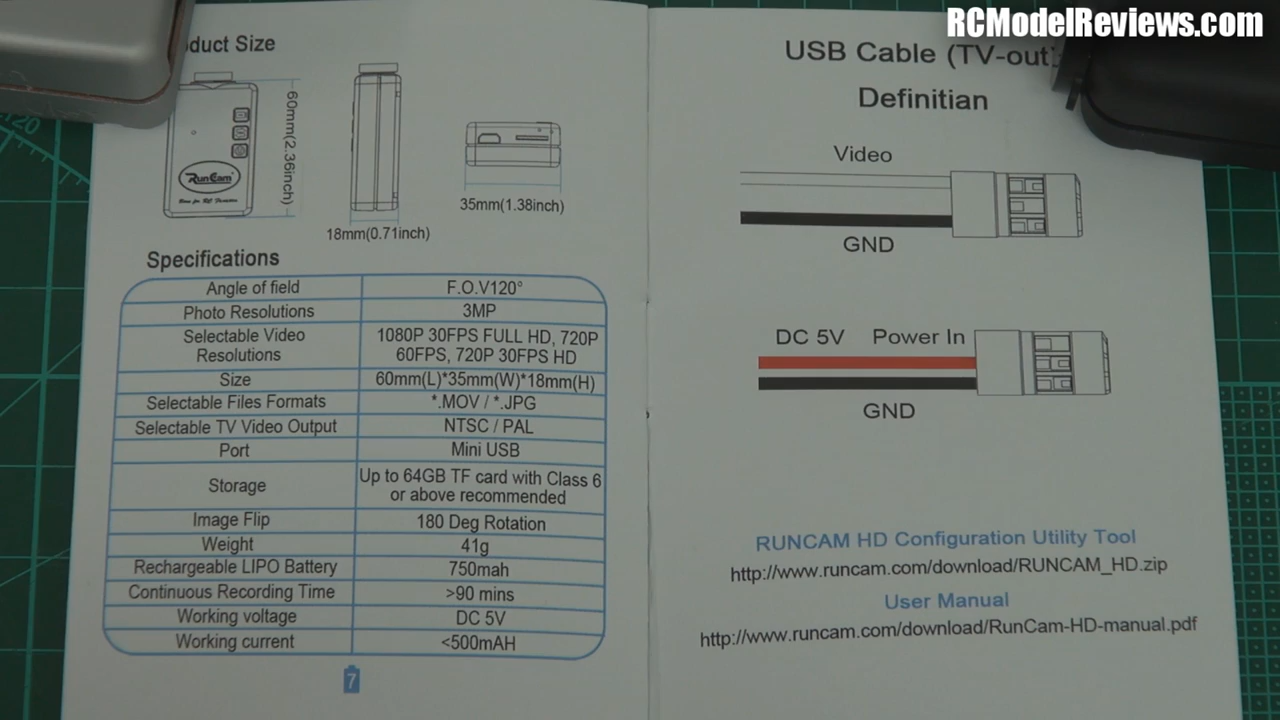 RCModelReviews.com
duct Size
60mm(2.36inch)
RunCam
18mm(0.71inch)
35mm(1.38inch)
Specifications
Angle of field F.O.V120°
Photo Resolutions 3MP
Selectable Video Resolutions 1080P 30FPS FULL HD, 720P
60FPS, 720P 30FPS HD
Size 60mm(L)*35mm(W)*18mm(H)
Selectable Files Formats *.MOV / *.JPG
Selectable TV Video Output NTSC / PAL
Port Mini USB
Storage Up to 64GB TF card with Class 6
or above recommended
Image Flip 180 Deg Rotation
Weight 41g
Rechargeable LIPO Battery 750mah
Continuous Recording Time >90 mins
Working voltage DC 5V
Working current <500mAH
7
USB Cable (TV-out)
Definitian
Video
GND
DC 5V Power In
GND
RUNCAM HD Configuration Utility Tool
http://www.runcam.com/download/RUNCAM_HD.zip
User Manual
http://www.runcam.com/download/RunCam-HD-manual.pdf